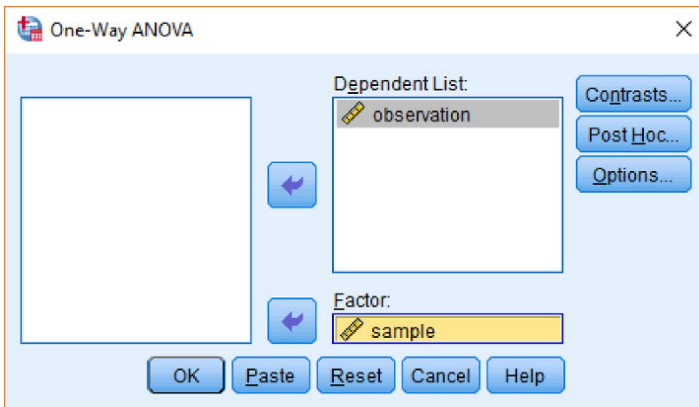 One-Way ANOVA
Dependent List:
observation
Contrasts...
Post Hoc...
Options...
Factor:
sample
OK Paste Reset Cancel Help